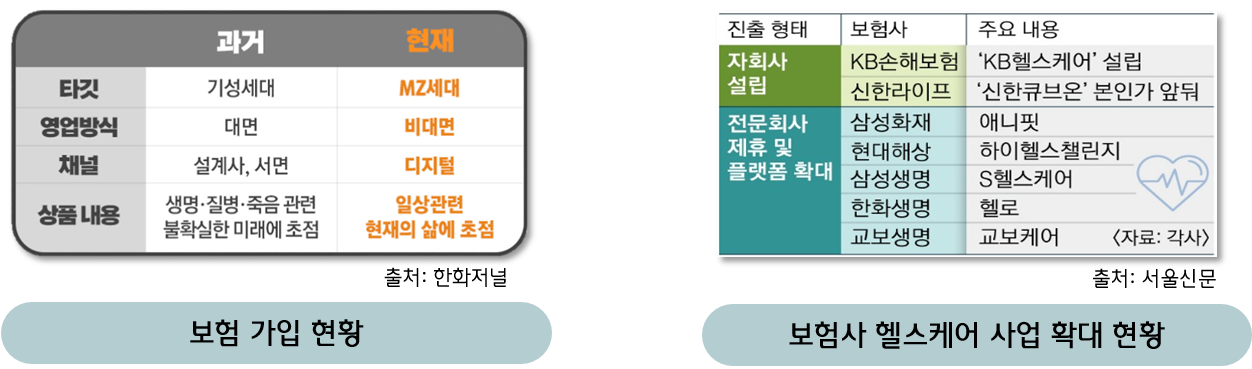 과거 현재
타깃 기성세대 MZ세대
영업방식 대면 비대면
채널 설계사, 서면 디지털
상품 내용 생명·질병·죽음 관련 불확실한 미래에 초점 일상관련 현재의 삶에 초점
출처: 한화저널
보험 가입 현황
진출 형태 보험사 주요 내용
자회사 설립 KB손해보험 ‘KB헬스케어’ 설립
신한라이프 ‘신한큐브온’ 본인가 앞둬
전문회사 제휴 및 플랫폼 확대 삼성화재 애니핏
현대해상 하이헬스챌린지
삼성생명 S헬스케어
한화생명 헬로
교보생명 교보케어 〈자료: 각사〉
출처: 서울신문
보험사 헬스케어 사업 확대 현황